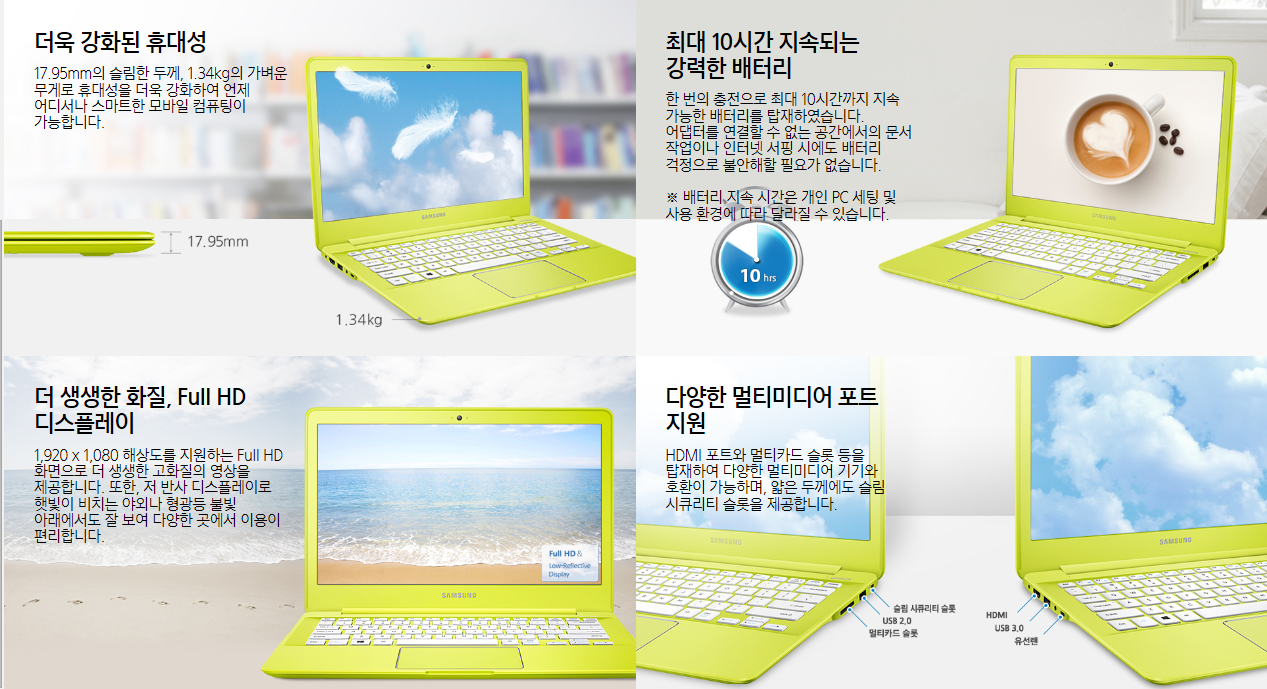 더욱 강화된 휴대성
17.95mm의 슬림한 두께, 1.34kg의 가벼운
무게로 휴대성을 더욱 강화하여 언제
어디서나 스마트한 모바일 컴퓨팅이
가능합니다.
SAMSUNG
17.95mm
1.34kg
최대 10시간 지속되는
강력한 배터리
한 번의 충전으로 최대 10시간까지 지속
가능한 배터리를 탑재하였습니다.
어댑터를 연결할 수 없는 공간에서의 문서
작업이나 인터넷 서핑 시에도 배터리
걱정으로 불안해할 필요가 없습니다.
※ 배터리 지속 시간은 개인 PC 세팅 및
사용 환경에 따라 달라질 수 있습니다.
SAMSUNG
10 hrs
더 생생한 화질, Full HD
디스플레이
1,920 x 1,080 해상도를 지원하는 Full HD
화면으로 더 생생한 고화질의 영상을
제공합니다. 또한, 저 반사 디스플레이로
햇빛이 비치는 야외나 형광등 불빛
아래에서도 잘 보여 다양한 곳에서 이용이
편리합니다.
Full HD &
Low-Reflective
Display
SAMSUNG
다양한 멀티미디어 포트
지원
HDMI 포트와 멀티카드 슬롯 등을
탑재하여 다양한 멀티미디어 기기와
호환이 가능하며, 얇은 두께에도 슬림
시큐리티 슬롯을 제공합니다.
SAMSUNG
SAMSUNG
슬림 시큐리티 슬롯
USB 2.0
멀티카드 슬롯
HDMI
USB 3.0
유선랜